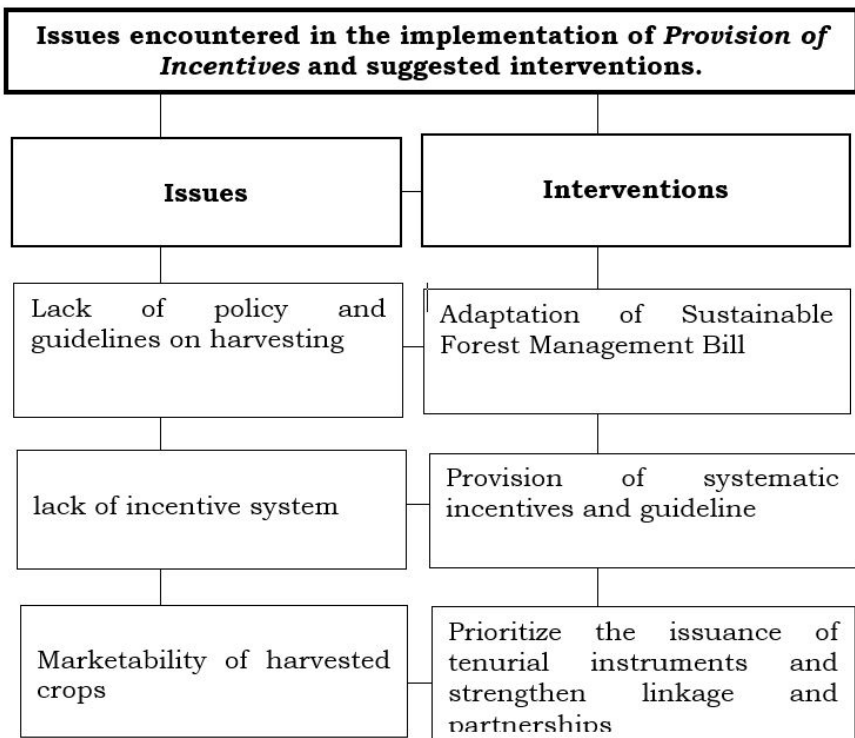 Issues encountered in the implementation of Provision of
Incentives and suggested interventions.
Issues
Interventions
Lack of policy and
guidelines on harvesting
Adaptation of Sustainable
Forest Management Bill
lack of incentive system
Provision of systematic
incentives and guideline
Marketability of harvested
crops
Prioritize the issuance of
tenurial instruments and
strengthen linkage and
partnerships